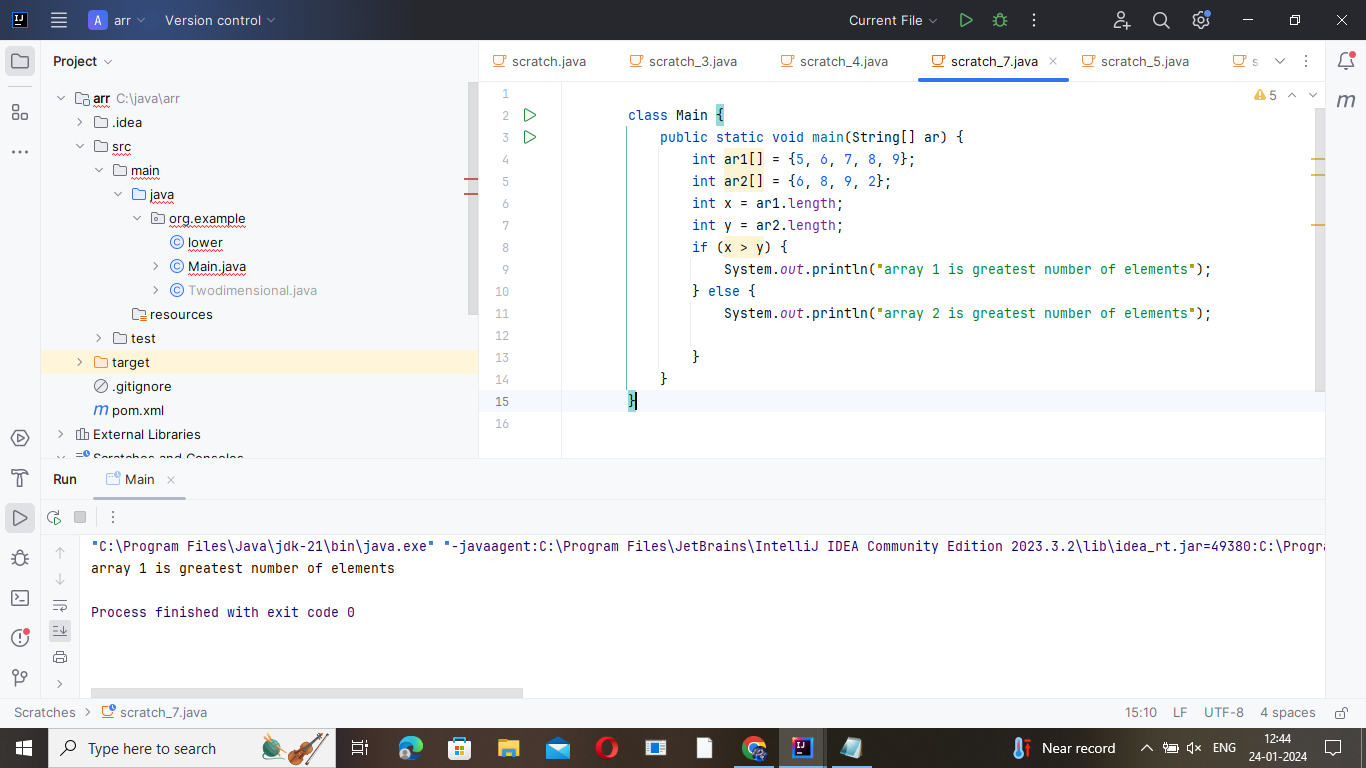 A arr Version control Current File
Project
scratch.java scratch_3.java scratch_4.java scratch_7.java scratch_5.java
arr C:\java\arr
.idea
src
main
java
org.example
lower
Main.java
Twodimensional.java
resources
test
target
.gitignore
pom.xml
External Libraries
Scratches and Consoles
5
1
2 class Main {
3 public static void main(String[] ar) {
4 int ar1[] = {5, 6, 7, 8, 9};
5 int ar2[] = {6, 8, 9, 2};
6 int x = ar1.length;
7 int y = ar2.length;
8 if (x > y) {
9 System.out.println("array 1 is greatest number of elements");
10 } else {
11 System.out.println("array 2 is greatest number of elements");
12
13 }
14 }
15 }
16
Run Main
"C:\Program Files\Java\jdk-21\bin\java.exe" "-javaagent:C:\Program Files\JetBrains\IntelliJ IDEA Community Edition 2023.3.2\lib\idea_rt.jar=49380:C:\Progra
array 1 is greatest number of elements
Process finished with exit code 0
Scratches scratch_7.java 15:10 LF UTF-8 4 spaces
Type here to search Near record ENG 12:44
24-01-2024